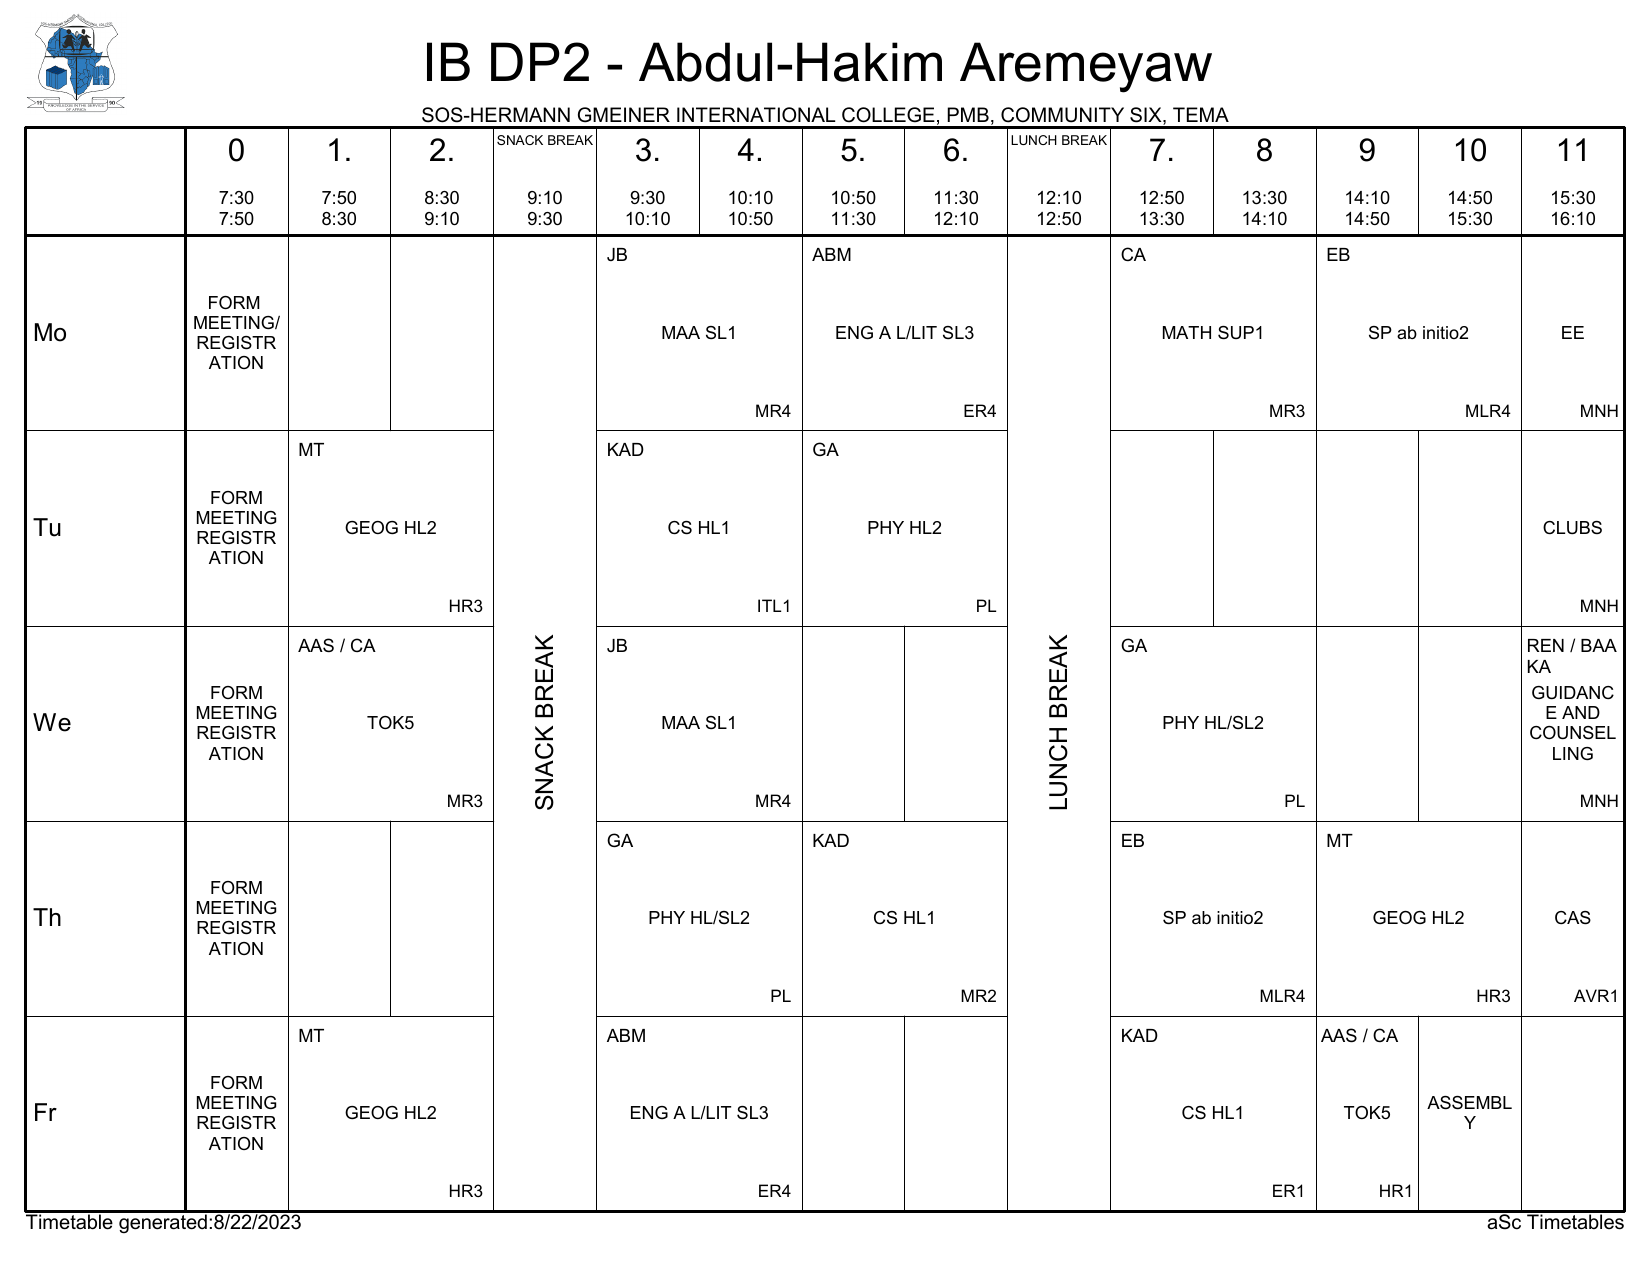 IB DP2 - Abdul-Hakim Aremeyaw
SOS-HERMANN GMEINER INTERNATIONAL COLLEGE, PMB, COMMUNITY SIX, TEMA
19 KNOWLEDGE IN THE SERVICE 90
OF AFRICA
0 1. 2. SNACK BREAK 3. 4. 5. 6. LUNCH BREAK 7. 8 9 10 11
7:30 7:50 8:30 9:10 9:30 10:10 10:50 11:30 12:10 12:50 13:30 14:10 14:50 15:30
7:50 8:30 9:10 9:30 10:10 10:50 11:30 12:10 12:50 13:30 14:10 14:50 15:30 16:10
Mo
FORM
MEETING/
REGISTR
ATION
JB
MAA SL1
MR4
ABM
ENG A L/LIT SL3
ER4
CA
MATH SUP1
MR3
EB
SP ab initio2
MLR4
EE
MNH
Tu
FORM
MEETING
REGISTR
ATION
MT
GEOG HL2
HR3
KAD
CS HL1
ITL1
GA
PHY HL2
PL
CLUBS
MNH
We
FORM
MEETING
REGISTR
ATION
AAS / CA
TOK5
MR3
SNACK BREAK
JB
MAA SL1
MR4
LUNCH BREAK
GA
PHY HL/SL2
PL
REN / BAA
KA
GUIDANC
E AND
COUNSEL
LING
MNH
Th
FORM
MEETING
REGISTR
ATION
GA
PHY HL/SL2
PL
KAD
CS HL1
MR2
EB
SP ab initio2
MLR4
MT
GEOG HL2
HR3
CAS
AVR1
Fr
FORM
MEETING
REGISTR
ATION
MT
GEOG HL2
HR3
ABM
ENG A L/LIT SL3
ER4
KAD
CS HL1
ER1
AAS / CA
TOK5
HR1
ASSEMBL
Y
Timetable generated:8/22/2023
aSc Timetables